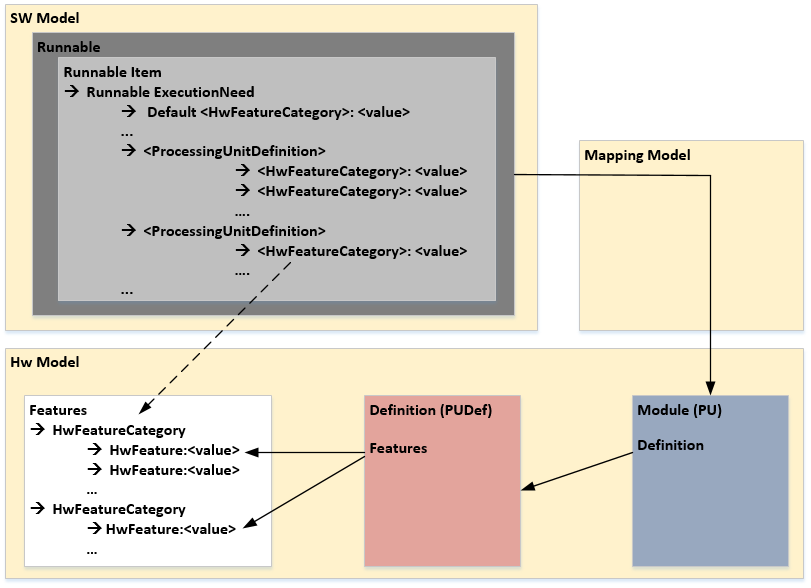 SW Model
Runnable
Runnable Item
→ Runnable ExecutionNeed
→ Default <HwFeatureCategory>: <value>
...
→ <ProcessingUnitDefinition>
→ <HwFeatureCategory>: <value>
→ <HwFeatureCategory>: <value>
....
→ <ProcessingUnitDefinition>
→ <HwFeatureCategory>: <value>
....
...
Mapping Model
Hw Model
Features
→ HwFeatureCategory
→ HwFeature:<value>
→ HwFeature:<value>
...
→ HwFeatureCategory
→ HwFeature:<value>
...
Definition (PUDef)
Features
Module (PU)
Definition